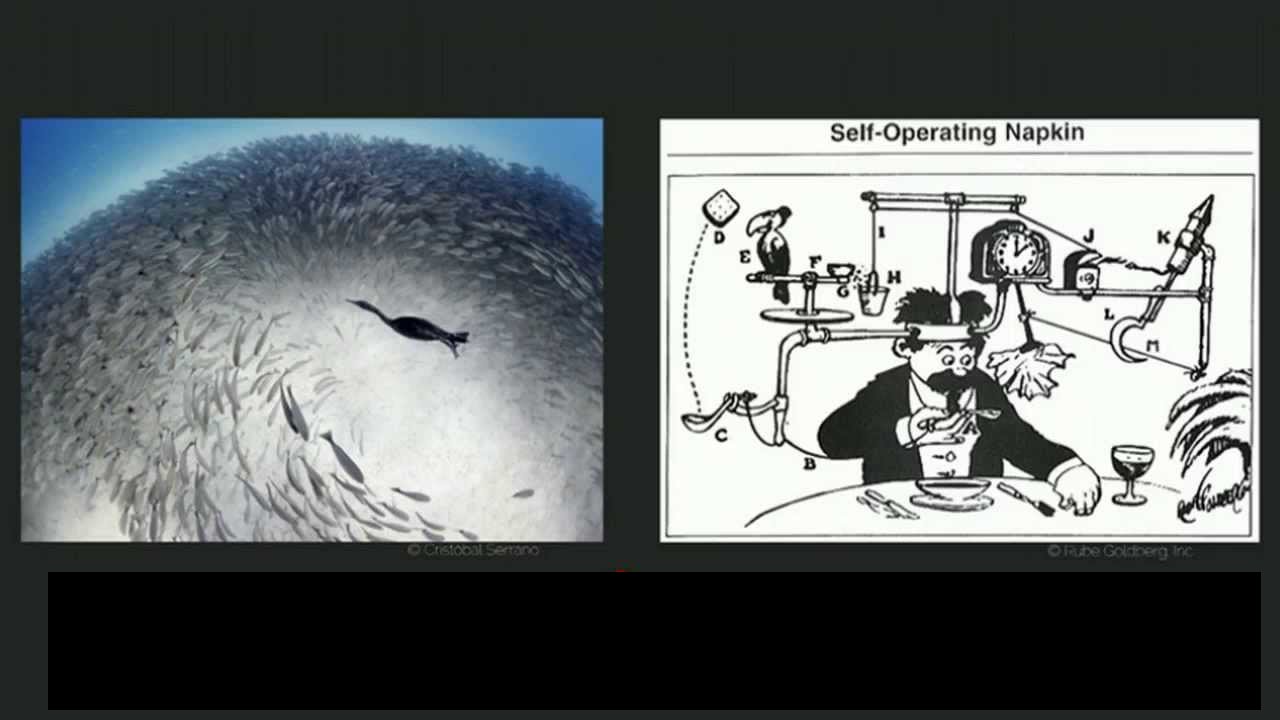 Self-Operating Napkin
D
E
F
G
H
I
J
K
L
M
C
B
A
© Cristobal Serrano
© Rube Goldberg Inc